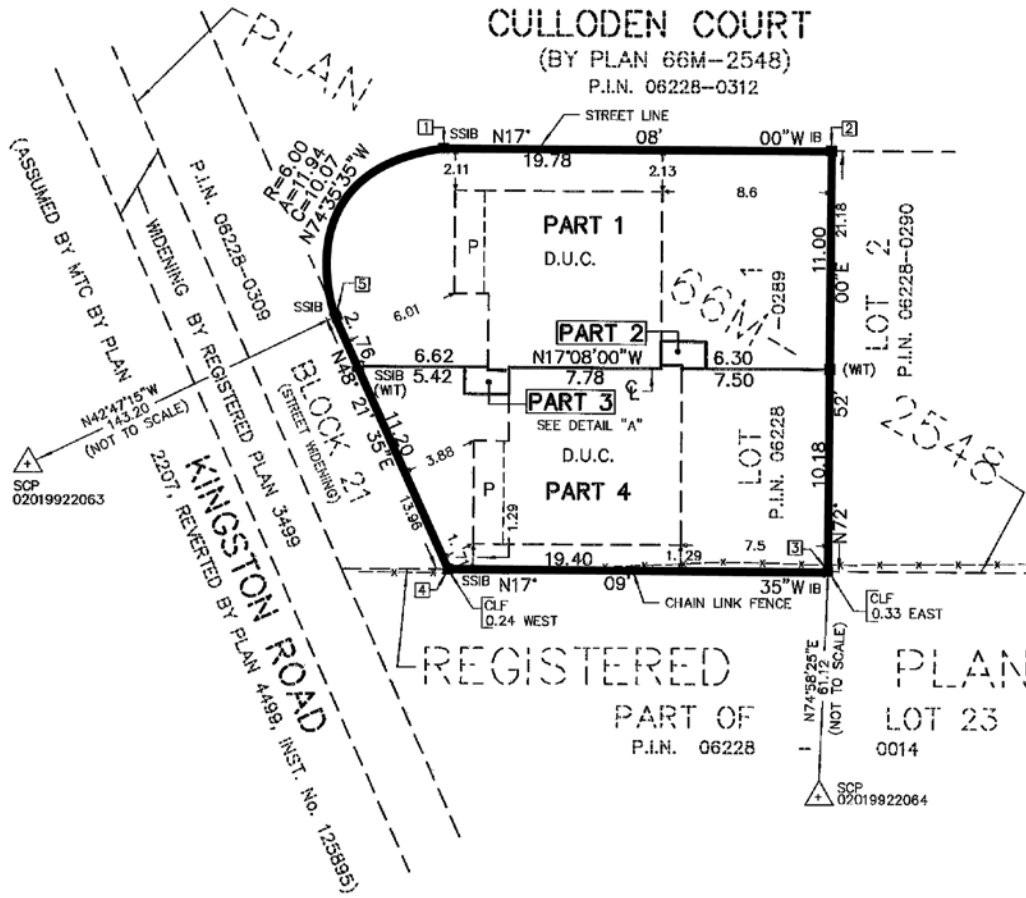 CULLODEN COURT
(BY PLAN 66M-2548)
P.I.N. 06228-0312
STREET LINE
PLAN
1
SSIB
N17°
08'
00"W
IB
2
19.78
2.11
2.13
8.6
R=6.00
A=11.94
C=10.07
N74°35'35"W
(ASSUMED BY MTC BY PLAN
WIDENING BY REGISTERED PLAN 3499
P.I.N. 06228-0309
PART 1
D.U.C.
P
21.18
11.00
00"E
LOT 2
P.I.N. 06228-0290
66M-
-0289
SSIB
5
6.01
2.76
PART 2
6.62
N17°08'00"W
6.30
SSIB
(WIT)
5.42
7.78
℄
7.50
(WIT)
N42°47'15"W
143.20
(NOT TO SCALE)
SCP
02019922063
BLOCK 21
(STREET WIDENING)
N48°
21'
35"E
11.20
13.96
3.88
PART 3
SEE DETAIL "A"
D.U.C.
PART 4
P
1.29
LOT 1
P.I.N. 06228
52'
10.18
N72°
2548
KINGSTON ROAD
2207, REVERTED BY PLAN 4499, INST. No. 125895)
1.17
19.40
1.29
7.5
3
4
SSIB
N17°
09'
35"W
IB
CLF
0.24 WEST
CHAIN LINK FENCE
CLF
0.33 EAST
REGISTERED
PLAN
PART OF
LOT 23
P.I.N. 06228
-
0014
N74°58'25"E
61.12
(NOT TO SCALE)
SCP
02019922064